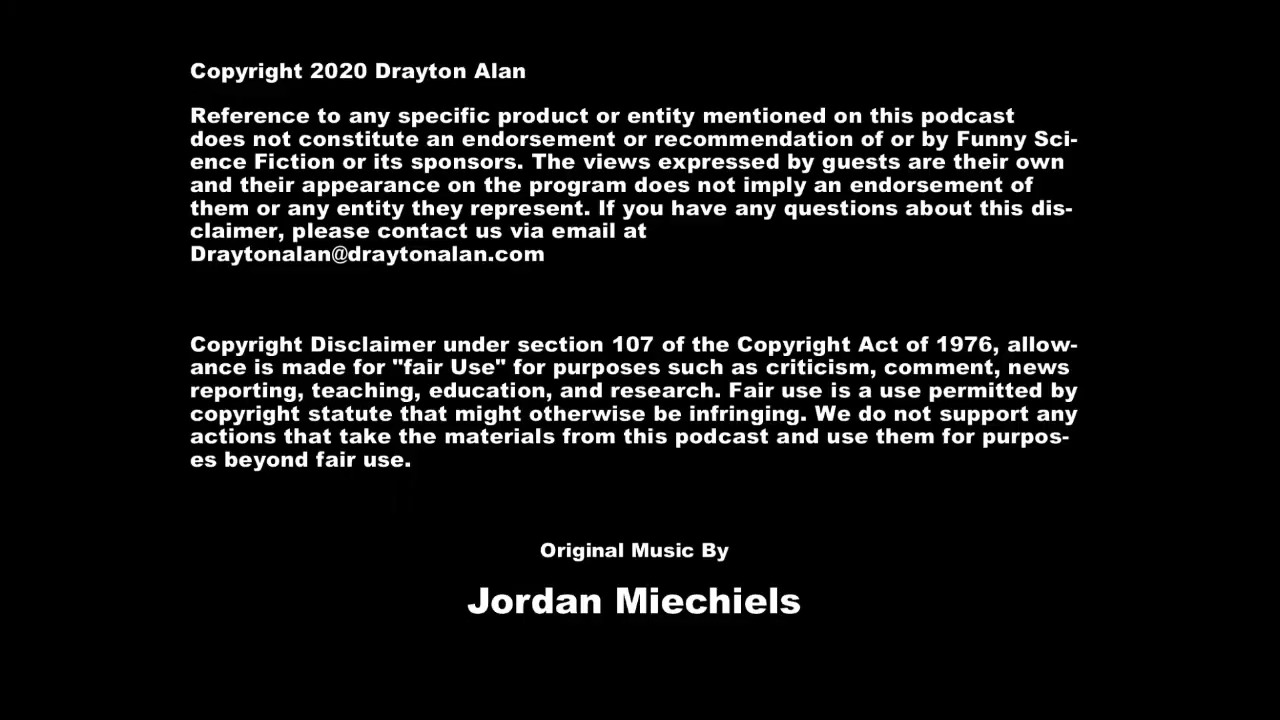 Copyright 2020 Drayton Alan
Reference to any specific product or entity mentioned on this podcast
does not constitute an endorsement or recommendation of or by Funny Sci-
ence Fiction or its sponsors. The views expressed by guests are their own
and their appearance on the program does not imply an endorsement of
them or any entity they represent. If you have any questions about this dis-
claimer, please contact us via email at
Draytonalan@draytonalan.com
Copyright Disclaimer under section 107 of the Copyright Act of 1976, allow-
ance is made for "fair Use" for purposes such as criticism, comment, news
reporting, teaching, education, and research. Fair use is a use permitted by
copyright statute that might otherwise be infringing. We do not support any
actions that take the materials from this podcast and use them for purpos-
es beyond fair use.
Original Music By
Jordan Miechiels